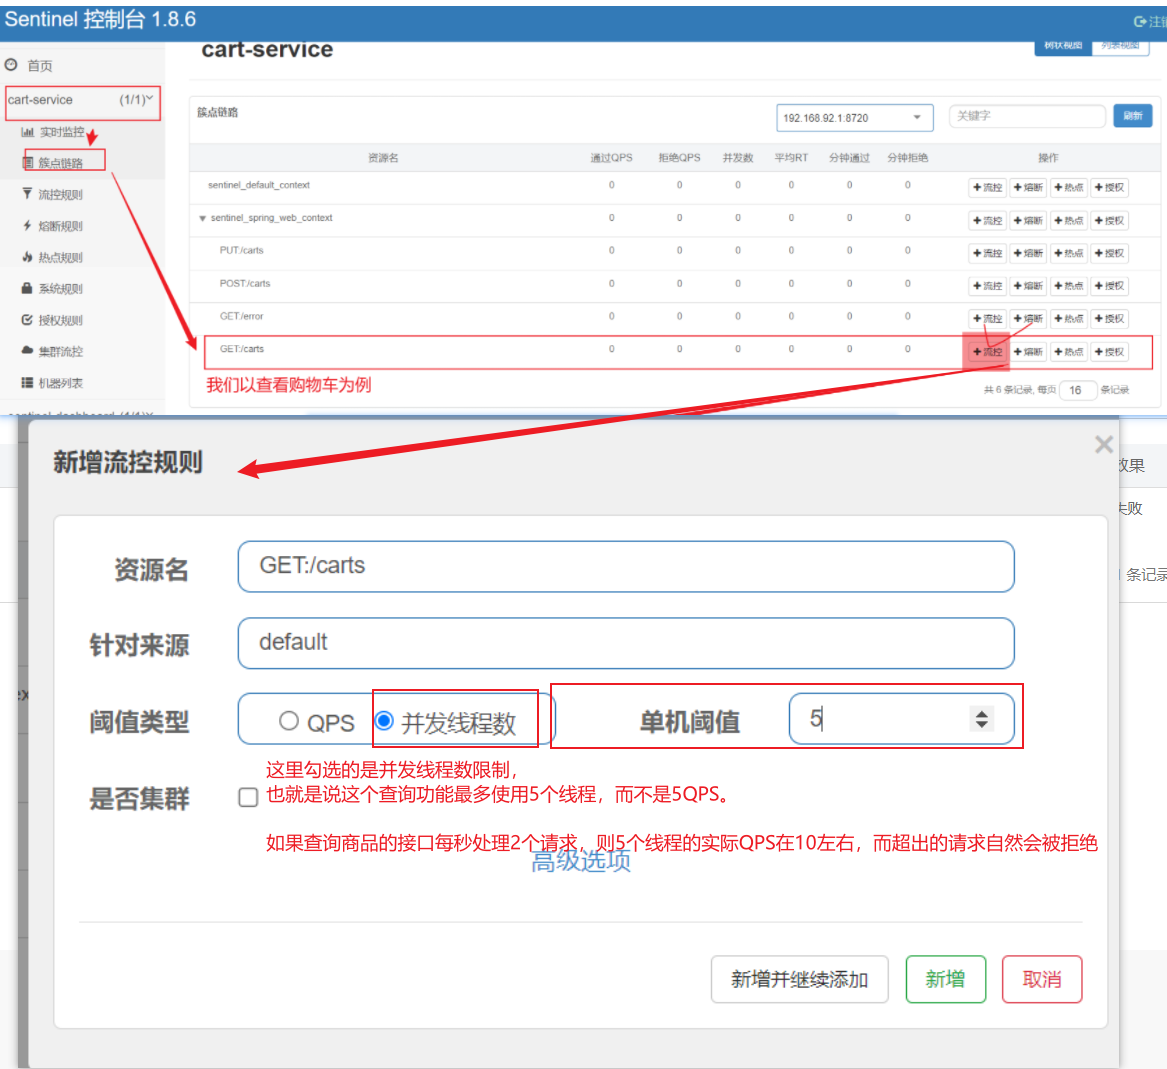 Sentinel 控制台 1.8.6
注销
首页
cart-service
树状视图 列表视图
cart-service (1/1)
实时监控
簇点链路
流控规则
熔断规则
热点规则
系统规则
授权规则
集群流控
机器列表
簇点链路 192.168.92.1:8720 关键字 刷新
资源名 通过QPS 拒绝QPS 并发数 平均RT 分钟通过 分钟拒绝 操作
sentinel_default_context 0 0 0 0 0 0 +流控 +熔断 +热点 +授权
sentinel_spring_web_context 0 0 0 0 0 0 +流控 +熔断 +热点 +授权
PUT:/carts 0 0 0 0 0 0 +流控 +熔断 +热点 +授权
POST:/carts 0 0 0 0 0 0 +流控 +熔断 +热点 +授权
GET:/error 0 0 0 0 0 0 +流控 +熔断 +热点 +授权
GET:/carts 0 0 0 0 0 0 +流控 +熔断 +热点 +授权
我们以查看购物车为例
共 6 条记录, 每页 16 条记录
sentinel-dashboard (1/1)
新增流控规则 ×
效果
失败
条记录
资源名 GET:/carts
针对来源 default
阈值类型 QPS 并发线程数 单机阈值 5
这里勾选的是并发线程数限制，
是否集群 也就是说这个查询功能最多使用5个线程，而不是5QPS。
如果查询商品的接口每秒处理2个请求，则5个线程的实际QPS在10左右，而超出的请求自然会被拒绝
高级选项
新增并继续添加 新增 取消